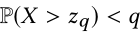 ℙ(X > z_q) < q